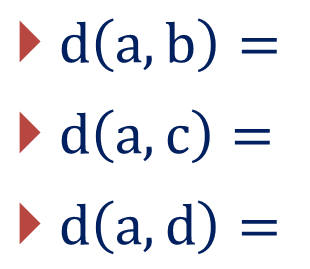 d(a, b) =
d(a, c) =
d(a, d) =